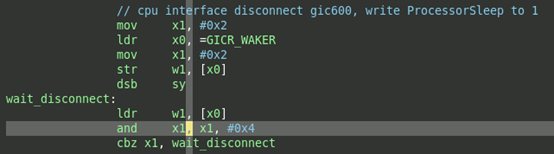 // cpu interface disconnect gic600, write ProcessorSleep to 1
mov x1, #0x2
ldr x0, =GICR_WAKER
mov x1, #0x2
str w1, [x0]
dsb sy
wait_disconnect:
ldr w1, [x0]
and x1, x1, #0x4
cbz x1, wait_disconnect